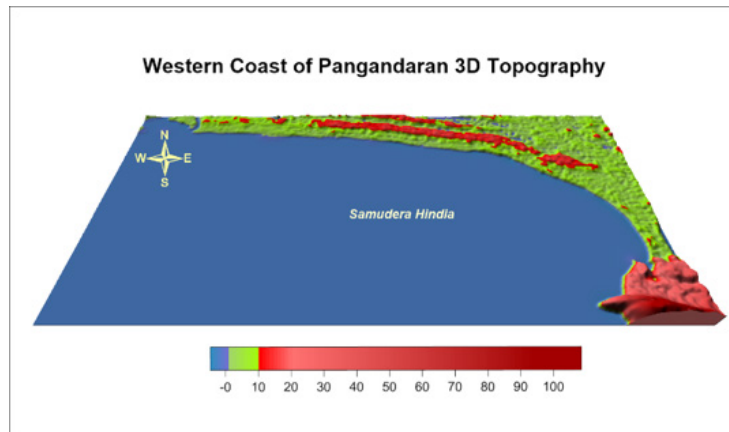 Western Coast of Pangandaran 3D Topography
N
W E
S
Samudera Hindia
-0 10 20 30 40 50 60 70 80 90 100